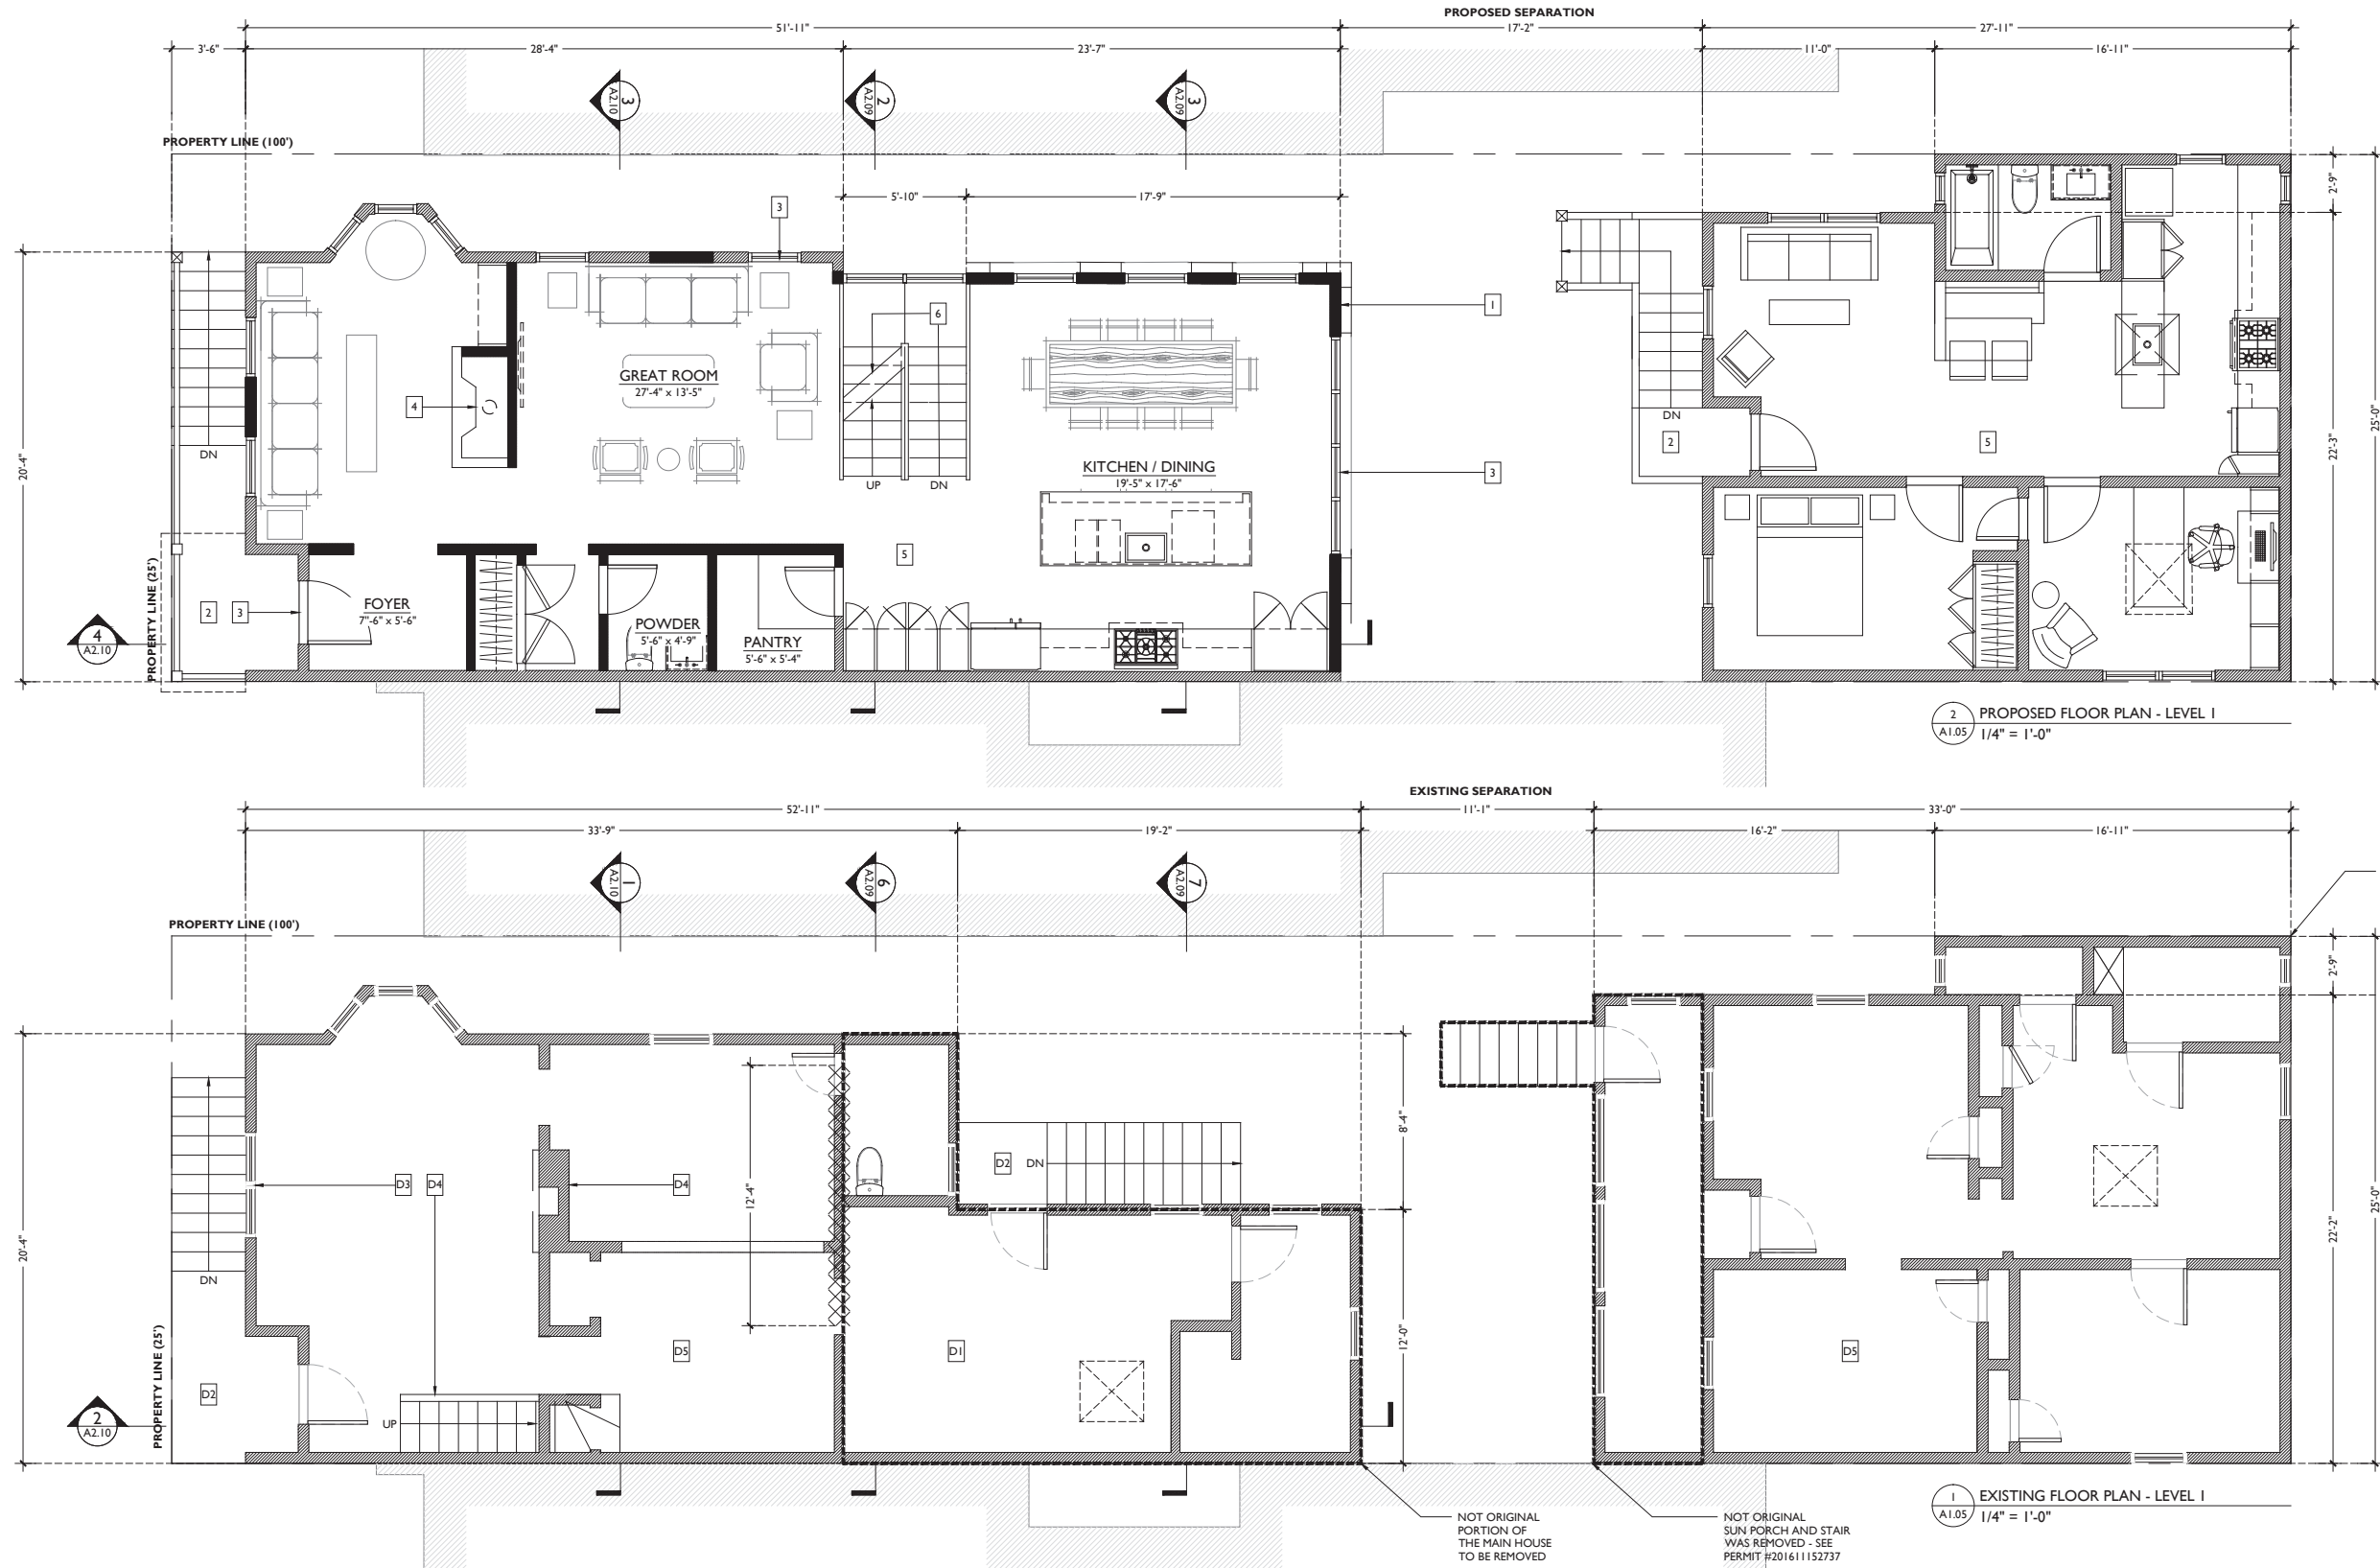 PROPOSED SEPARATION
51'-11"
17'-2"
27'-11"
3'-6"
28'-4"
23'-7"
11'-0"
16'-11"
3
A2.10
2
A2.09
3
A2.09
PROPERTY LINE (100')
5'-10"
17'-9"
2'-9"
3
1
6
GREAT ROOM
27'-4" x 13'-5"
4
DN
2
5
DN
20'-4"
22'-3"
25'-0"
KITCHEN / DINING
19'-5" x 17'-6"
3
UP
DN
5
PROPERTY LINE (25')
2
3
FOYER
7"-6" x 5'-6"
POWDER
5'-6" x 4'-9"
PANTRY
5'-6" x 5'-4"
4
A2.10
2
A1.05
PROPOSED FLOOR PLAN - LEVEL 1
1/4" = 1'-0"
EXISTING SEPARATION
52'-11"
11'-1"
33'-0"
33'-9"
19'-2"
16'-2"
16'-11"
1
A2.10
6
A2.09
7
A2.09
PROPERTY LINE (100')
2'-9"
8'-4"
D2
DN
D3
D4
D4
12'-4"
20'-4"
22'-2"
25'-0"
DN
12'-0"
D5
D1
D5
PROPERTY LINE (25')
D2
UP
2
A2.10
1
A1.05
EXISTING FLOOR PLAN - LEVEL 1
1/4" = 1'-0"
NOT ORIGINAL
PORTION OF
THE MAIN HOUSE
TO BE REMOVED
NOT ORIGINAL
SUN PORCH AND STAIR
WAS REMOVED - SEE
PERMIT #201611152737